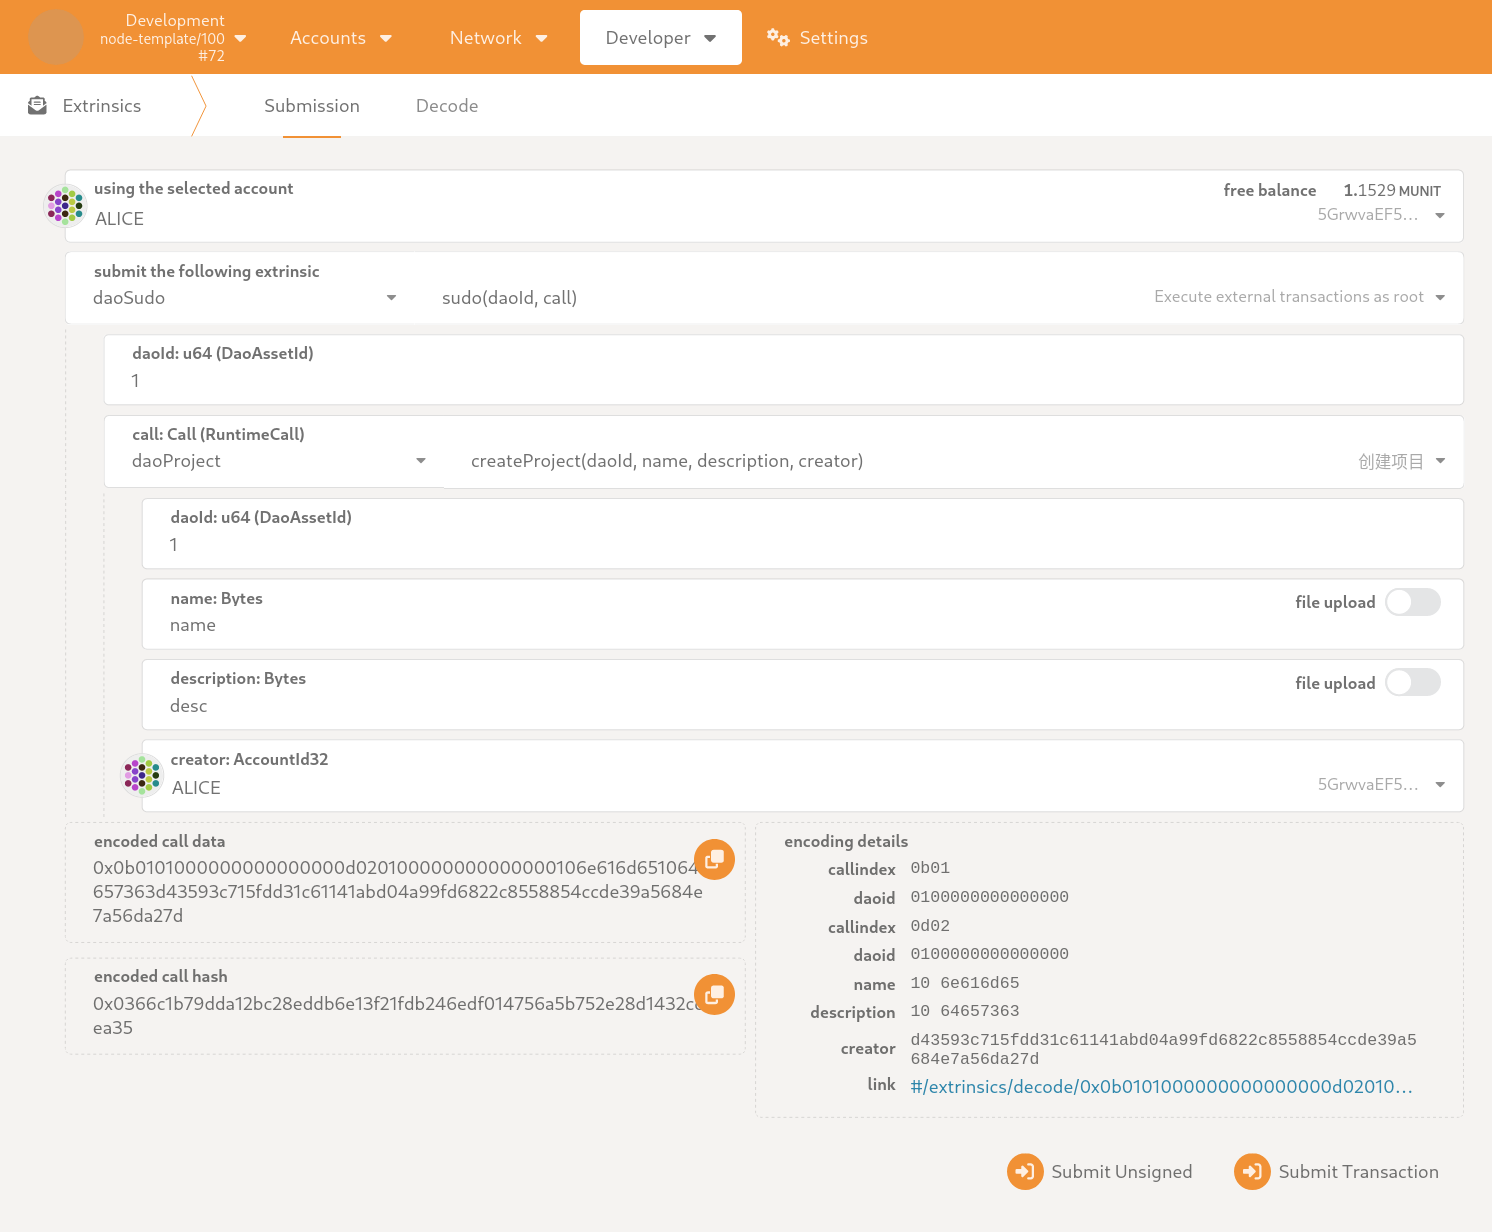 Development
node-template/100
#72
Accounts
Network
Developer
Settings
Extrinsics
Submission
Decode
using the selected account
ALICE
free balance 1.1529 MUNIT
5GrwvaEF5...
submit the following extrinsic
daoSudo
sudo(daoId, call)
Execute external transactions as root
daoId: u64 (DaoAssetId)
1
call: Call (RuntimeCall)
daoProject
createProject(daoId, name, description, creator)
创建项目
daoId: u64 (DaoAssetId)
1
name: Bytes
name
file upload
description: Bytes
desc
file upload
creator: AccountId32
ALICE
5GrwvaEF5...
encoded call data
0x0b0101000000000000000d020100000000000000106e616d651064
657363d43593c715fdd31c61141abd04a99fd6822c8558854ccde39a5684e
7a56da27d
encoded call hash
0x0366c1b79dda12bc28eddb6e13f21fdb246edf014756a5b752e28d1432c
ea35
encoding details
callindex 0b01
daoid 0100000000000000
callindex 0d02
daoid 0100000000000000
name 10 6e616d65
description 10 64657363
creator d43593c715fdd31c61141abd04a99fd6822c8558854ccde39a5
684e7a56da27d
link #/extrinsics/decode/0x0b0101000000000000000d02010...
Submit Unsigned
Submit Transaction